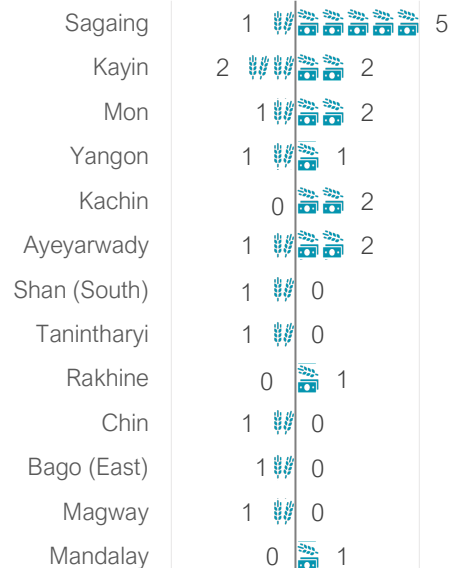 Sagaing 1 5
Kayin 2 2
Mon 1 2
Yangon 1 1
Kachin 0 2
Ayeyarwady 1 2
Shan (South) 1 0
Tanintharyi 1 0
Rakhine 0 1
Chin 1 0
Bago (East) 1 0
Magway 1 0
Mandalay 0 1